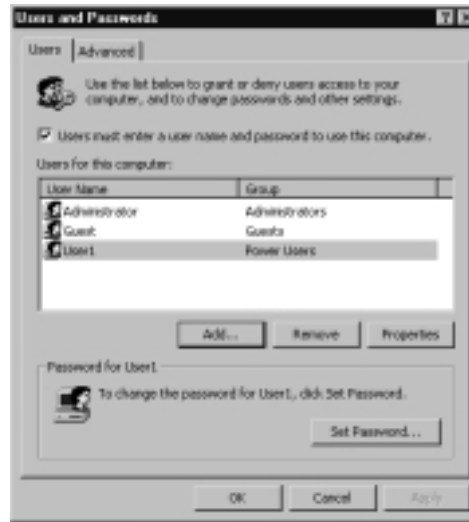 Users and Passwords
Users Advanced
Use the list below to grant or deny users access to your
computer, and to change passwords and other settings.
Users must enter a user name and password to use this computer.
Users for this computer:
User Name Group
Administrator Administrators
Guest Guests
User1 Power Users
Add... Remove Properties
Password for User1
To change the password for User1, click Set Password.
Set Password...
OK Cancel Apply